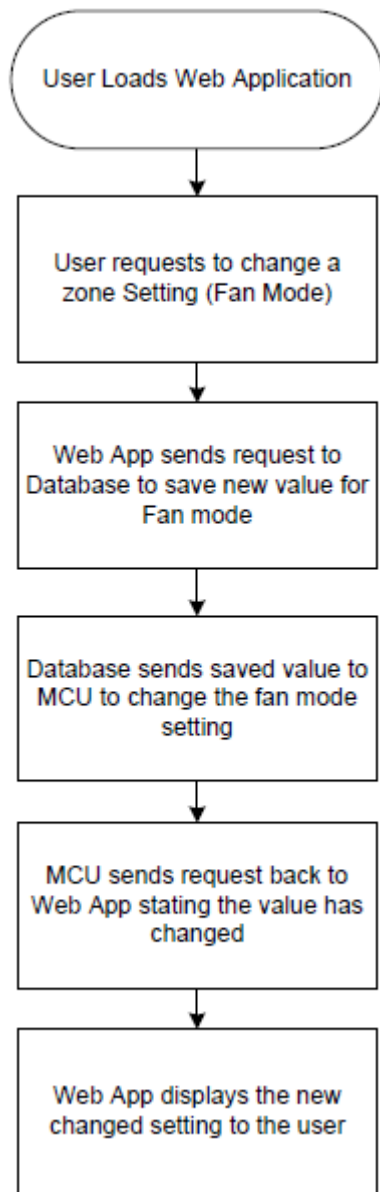 User Loads Web Application
User requests to change a
zone Setting (Fan Mode)
Web App sends request to
Database to save new value for
Fan mode
Database sends saved value to
MCU to change the fan mode
setting
MCU sends request back to
Web App stating the value has
changed
Web App displays the new
changed setting to the user